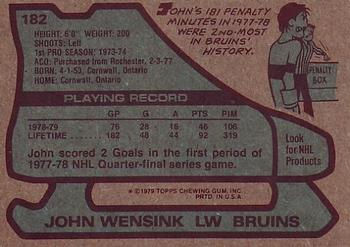 182
HEIGHT: 6'0" WEIGHT: 200
SHOOTS: Left
1st PRO SEASON: 1973-74
ACQ: Purchased from Rochester, 2-3-77
BORN: 4-1-53, Cornwall, Ontario
HOME: Cornwall, Ontario
JOHN'S 181 PENALTY
MINUTES IN 1977-78
WERE 2ND-MOST
IN BRUINS'
HISTORY.
PENALTY
BOX
PLAYING RECORD
GP G A PTS PIM
1978-79 76 28 18 46 106
LIFETIME 182 48 44 92 319
John scored 2 Goals in the first period of
1977-78 NHL Quarter-final series game.
Look
for NHL
Products
* © 1979 TOPPS CHEWING GUM, INC.
PRTD. IN U.S.A.
JOHN WENSINK LW BRUINS